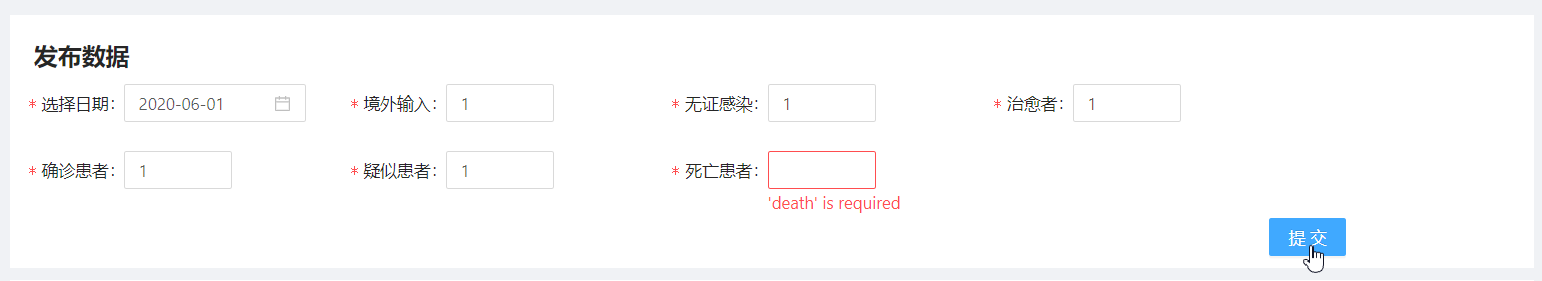 发布数据
* 选择日期: 2020-06-01 * 境外输入: 1 * 无证感染: 1 * 治愈者: 1
* 确诊患者: 1 * 疑似患者: 1 * 死亡患者:
'death' is required
提 交